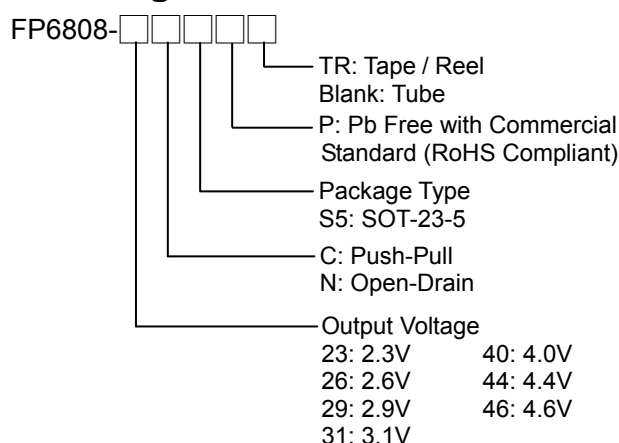 FP6808-
TR: Tape / Reel
Blank: Tube
P: Pb Free with Commercial
Standard (RoHS Compliant)
Package Type
S5: SOT-23-5
C: Push-Pull
N: Open-Drain
Output Voltage
23: 2.3V 40: 4.0V
26: 2.6V 44: 4.4V
29: 2.9V 46: 4.6V
31: 3.1V